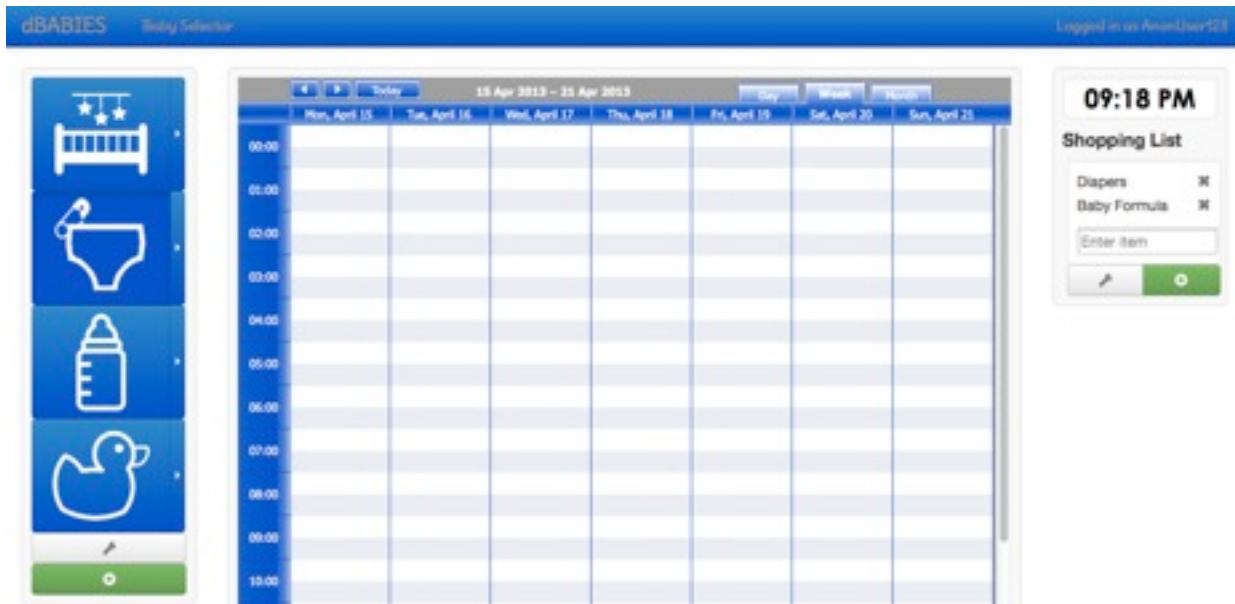 dBABIES Baby Selector Logged in as AnonUser123
Today 15 Apr 2013 – 21 Apr 2013 Day Week Month
Mon, April 15 Tue, April 16 Wed, April 17 Thu, April 18 Fri, April 19 Sat, April 20 Sun, April 21
00:00
01:00
02:00
03:00
04:00
05:00
06:00
07:00
08:00
09:00
10:00
09:18 PM
Shopping List
Diapers ⌘
Baby Formula ⌘
Enter item